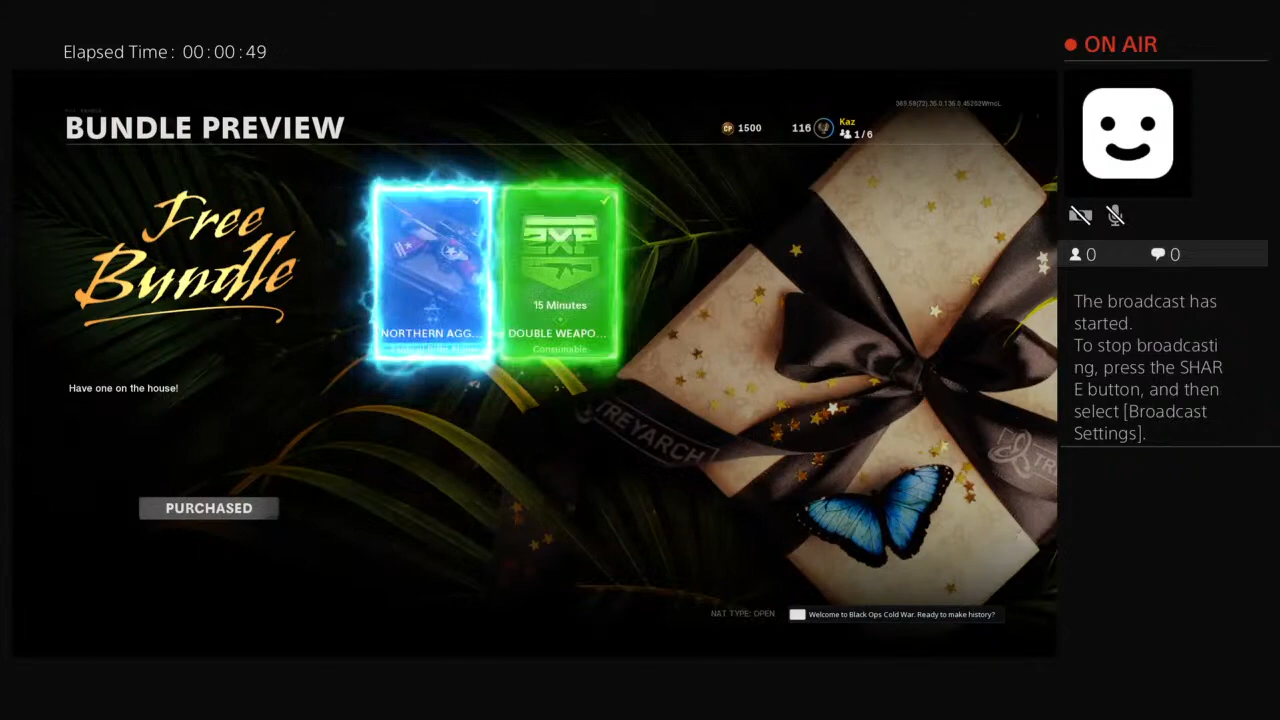 Elapsed Time: 00:00:49
ON AIR
BUNDLE PREVIEW
1500
116
Kaz
1/6
Free
Bundle
2XP
15 Minutes
NORTHERN AGG...
DOUBLE WEAPO...
Consumable
Have one on the house!
TREYARCH
PURCHASED
NAT TYPE: OPEN
Welcome to Black Ops Cold War. Ready to make history?
0
0
The broadcast has
started.
To stop broadcasti
ng, press the SHAR
E button, and then
select [Broadcast
Settings].